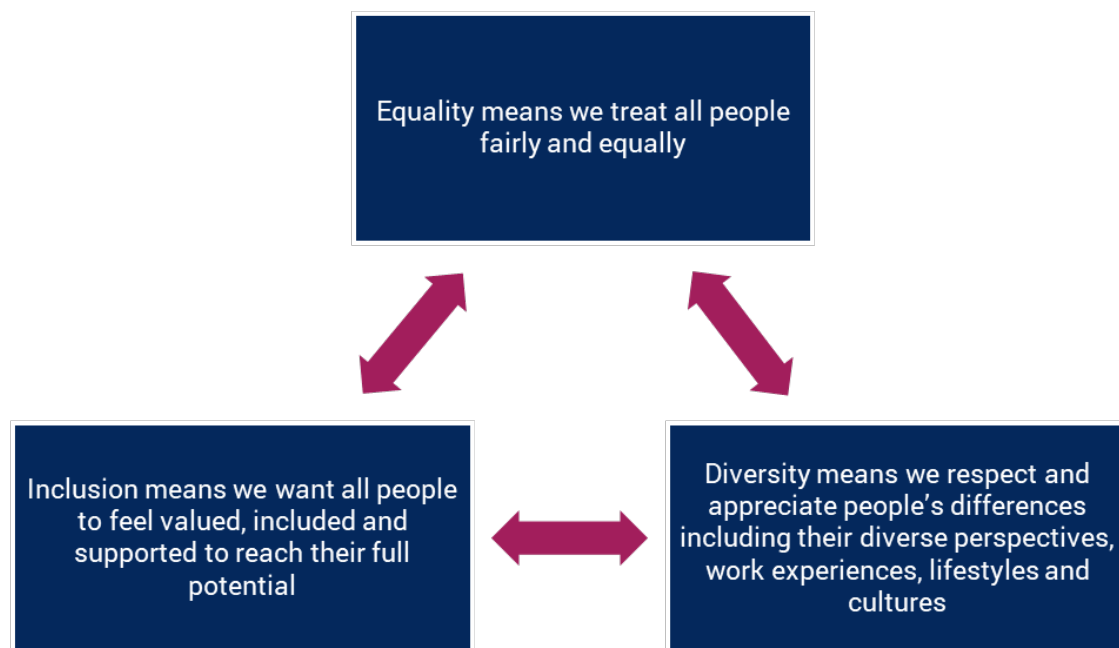 Equality means we treat all people
fairly and equally
Inclusion means we want all people
to feel valued, included and
supported to reach their full
potential
Diversity means we respect and
appreciate people’s differences
including their diverse perspectives,
work experiences, lifestyles and
cultures